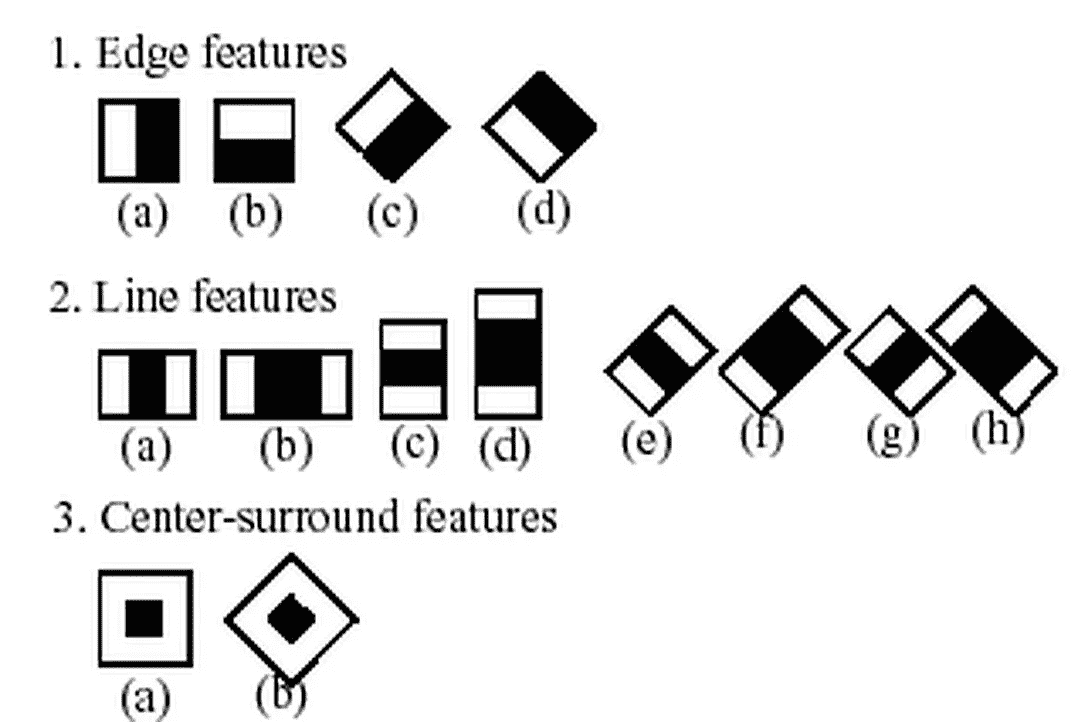 1. Edge features
(a) (b) (c) (d)
2. Line features
(a) (b) (c) (d) (e) (f) (g) (h)
3. Center-surround features
(a) (b)